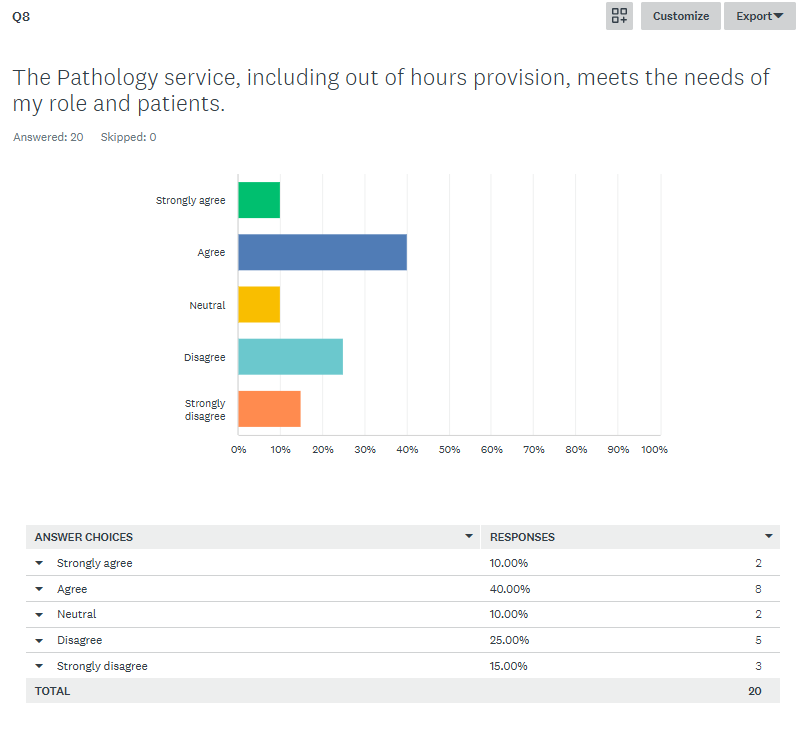 Q8
Customize
Export
The Pathology service, including out of hours provision, meets the needs of
my role and patients.
Answered: 20 Skipped: 0
Strongly agree
Agree
Neutral
Disagree
Strongly
disagree
0% 10% 20% 30% 40% 50% 60% 70% 80% 90% 100%
ANSWER CHOICES RESPONSES
Strongly agree 10.00% 2
Agree 40.00% 8
Neutral 10.00% 2
Disagree 25.00% 5
Strongly disagree 15.00% 3
TOTAL 20